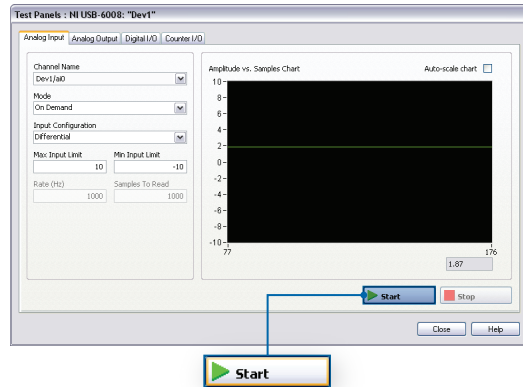 Test Panels : NI USB-6008: "Dev1"
Analog Input Analog Output Digital I/O Counter I/O
Channel Name
Dev1/ai0
Mode
On Demand
Input Configuration
Differential
Max Input Limit Min Input Limit
10 -10
Rate (Hz) Samples To Read
1000 1000
Amplitude vs. Samples Chart Auto-scale chart
10
8
6
4
2
0
-2
-4
-6
-8
-10
77 176
1.87
Start Stop
Close Help
Start